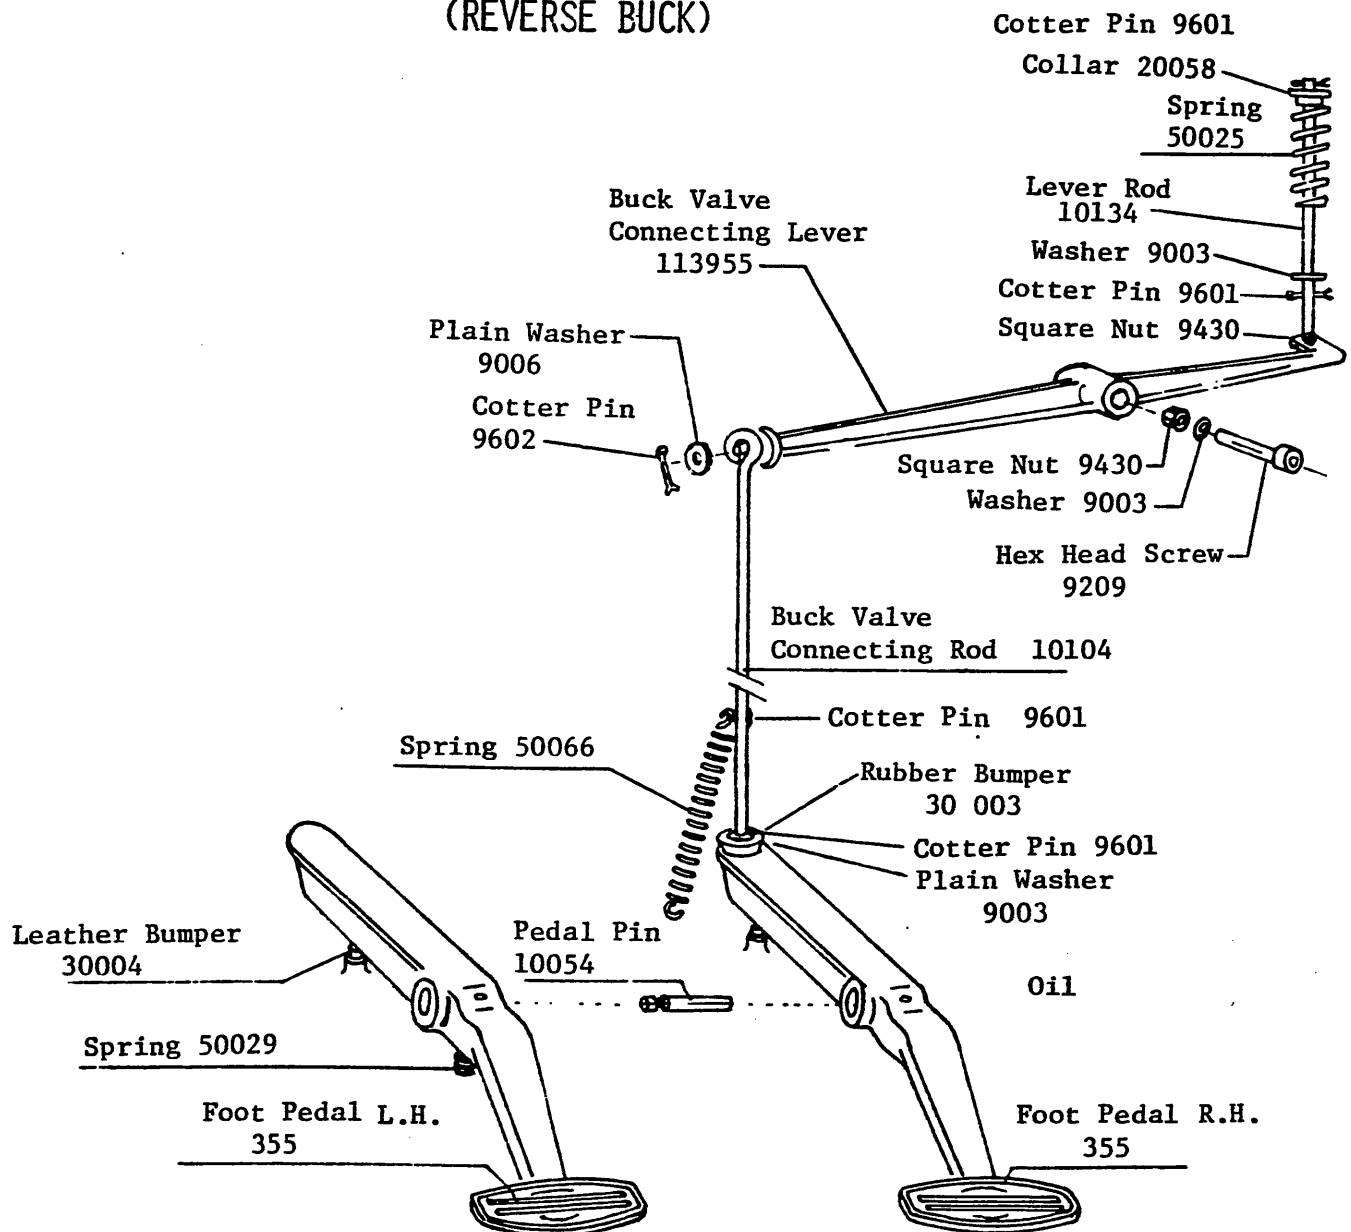 (REVERSE BUCK)
Cotter Pin 9601
Collar 20058
Spring
50025
Lever Rod
10134
Buck Valve
Connecting Lever
113955
Washer 9003
Cotter Pin 9601
Square Nut 9430
Plain Washer
9006
Cotter Pin
9602
Square Nut 9430
Washer 9003
Hex Head Screw
9209
Buck Valve
Connecting Rod 10104
Cotter Pin 9601
Spring 50066
Rubber Bumper
30 003
Cotter Pin 9601
Plain Washer
9003
Leather Bumper
30004
Pedal Pin
10054
Oil
101
101
Spring 50029
Foot Pedal L.H.
355
Foot Pedal R.H.
355